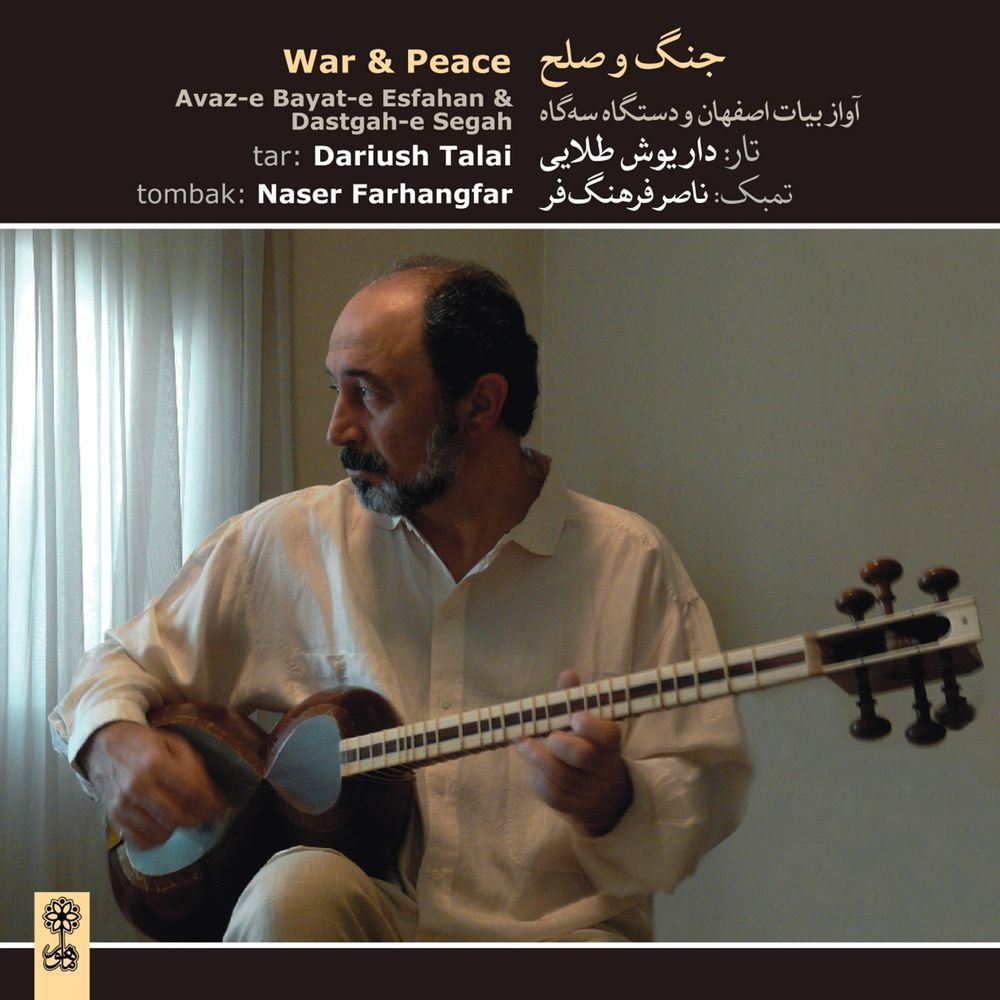 War & Peace
Avaz-e Bayat-e Esfahan &
Dastgah-e Segah
tar: Dariush Talai
tombak: Naser Farhangfar
جنگ و صلح
آواز بیات اصفهان و دستگاه سه‌گاه
تار: داریوش طلایی
تمبک: ناصر فرهنگ‌فر
ماهور